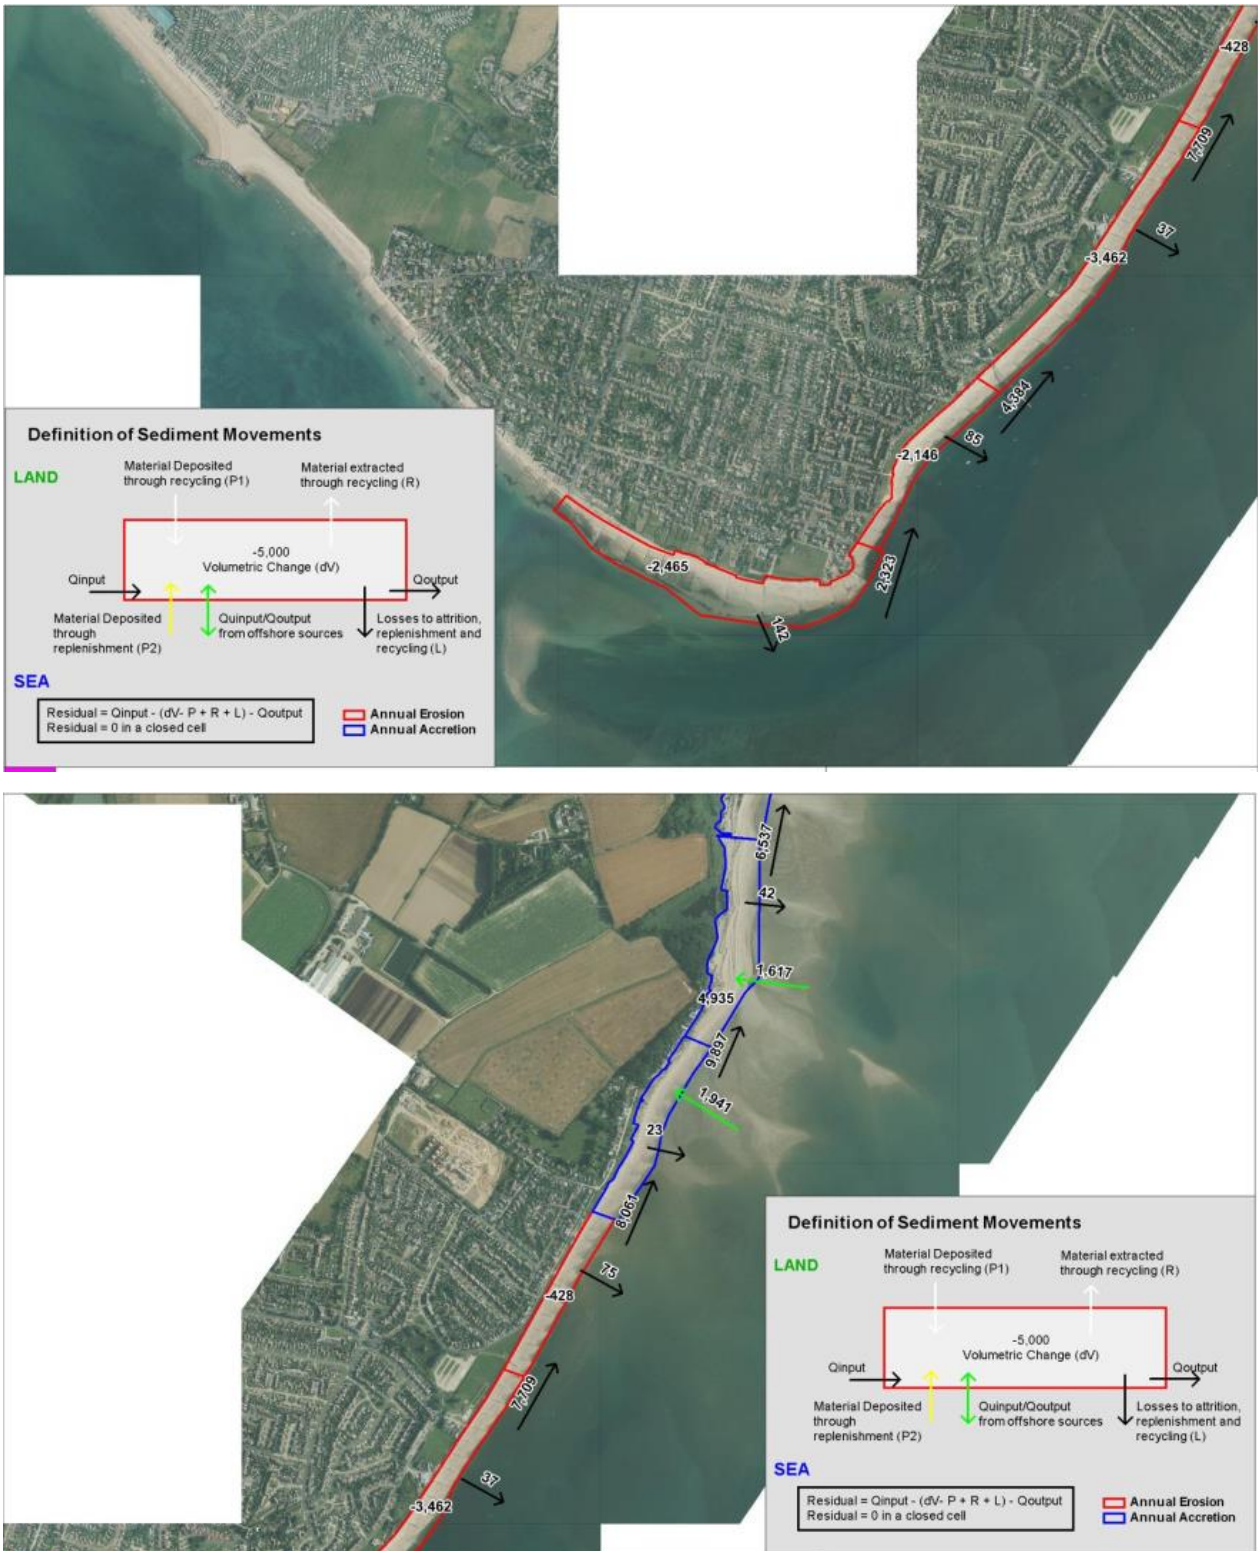 -428
7,709
37
-3,462
4,384
85
-2,146
2,323
-2,465
142
Definition of Sediment Movements
LAND
Material Deposited
through recycling (P1)
Material extracted
through recycling (R)
-5,000
Volumetric Change (dV)
Qinput
Qoutput
Material Deposited
through
replenishment (P2)
Quinput/Qoutput
from offshore sources
Losses to attrition,
replenishment and
recycling (L)
SEA
Residual = Qinput - (dV- P + R + L) - Qoutput
Residual = 0 in a closed cell
Annual Erosion
Annual Accretion
6,537
42
1,617
4,935
9,897
1,941
23
8,061
75
-428
7,709
37
-3,462
Definition of Sediment Movements
LAND
Material Deposited
through recycling (P1)
Material extracted
through recycling (R)
-5,000
Volumetric Change (dV)
Qinput
Qoutput
Material Deposited
through
replenishment (P2)
Quinput/Qoutput
from offshore sources
Losses to attrition,
replenishment and
recycling (L)
SEA
Residual = Qinput - (dV- P + R + L) - Qoutput
Residual = 0 in a closed cell
Annual Erosion
Annual Accretion